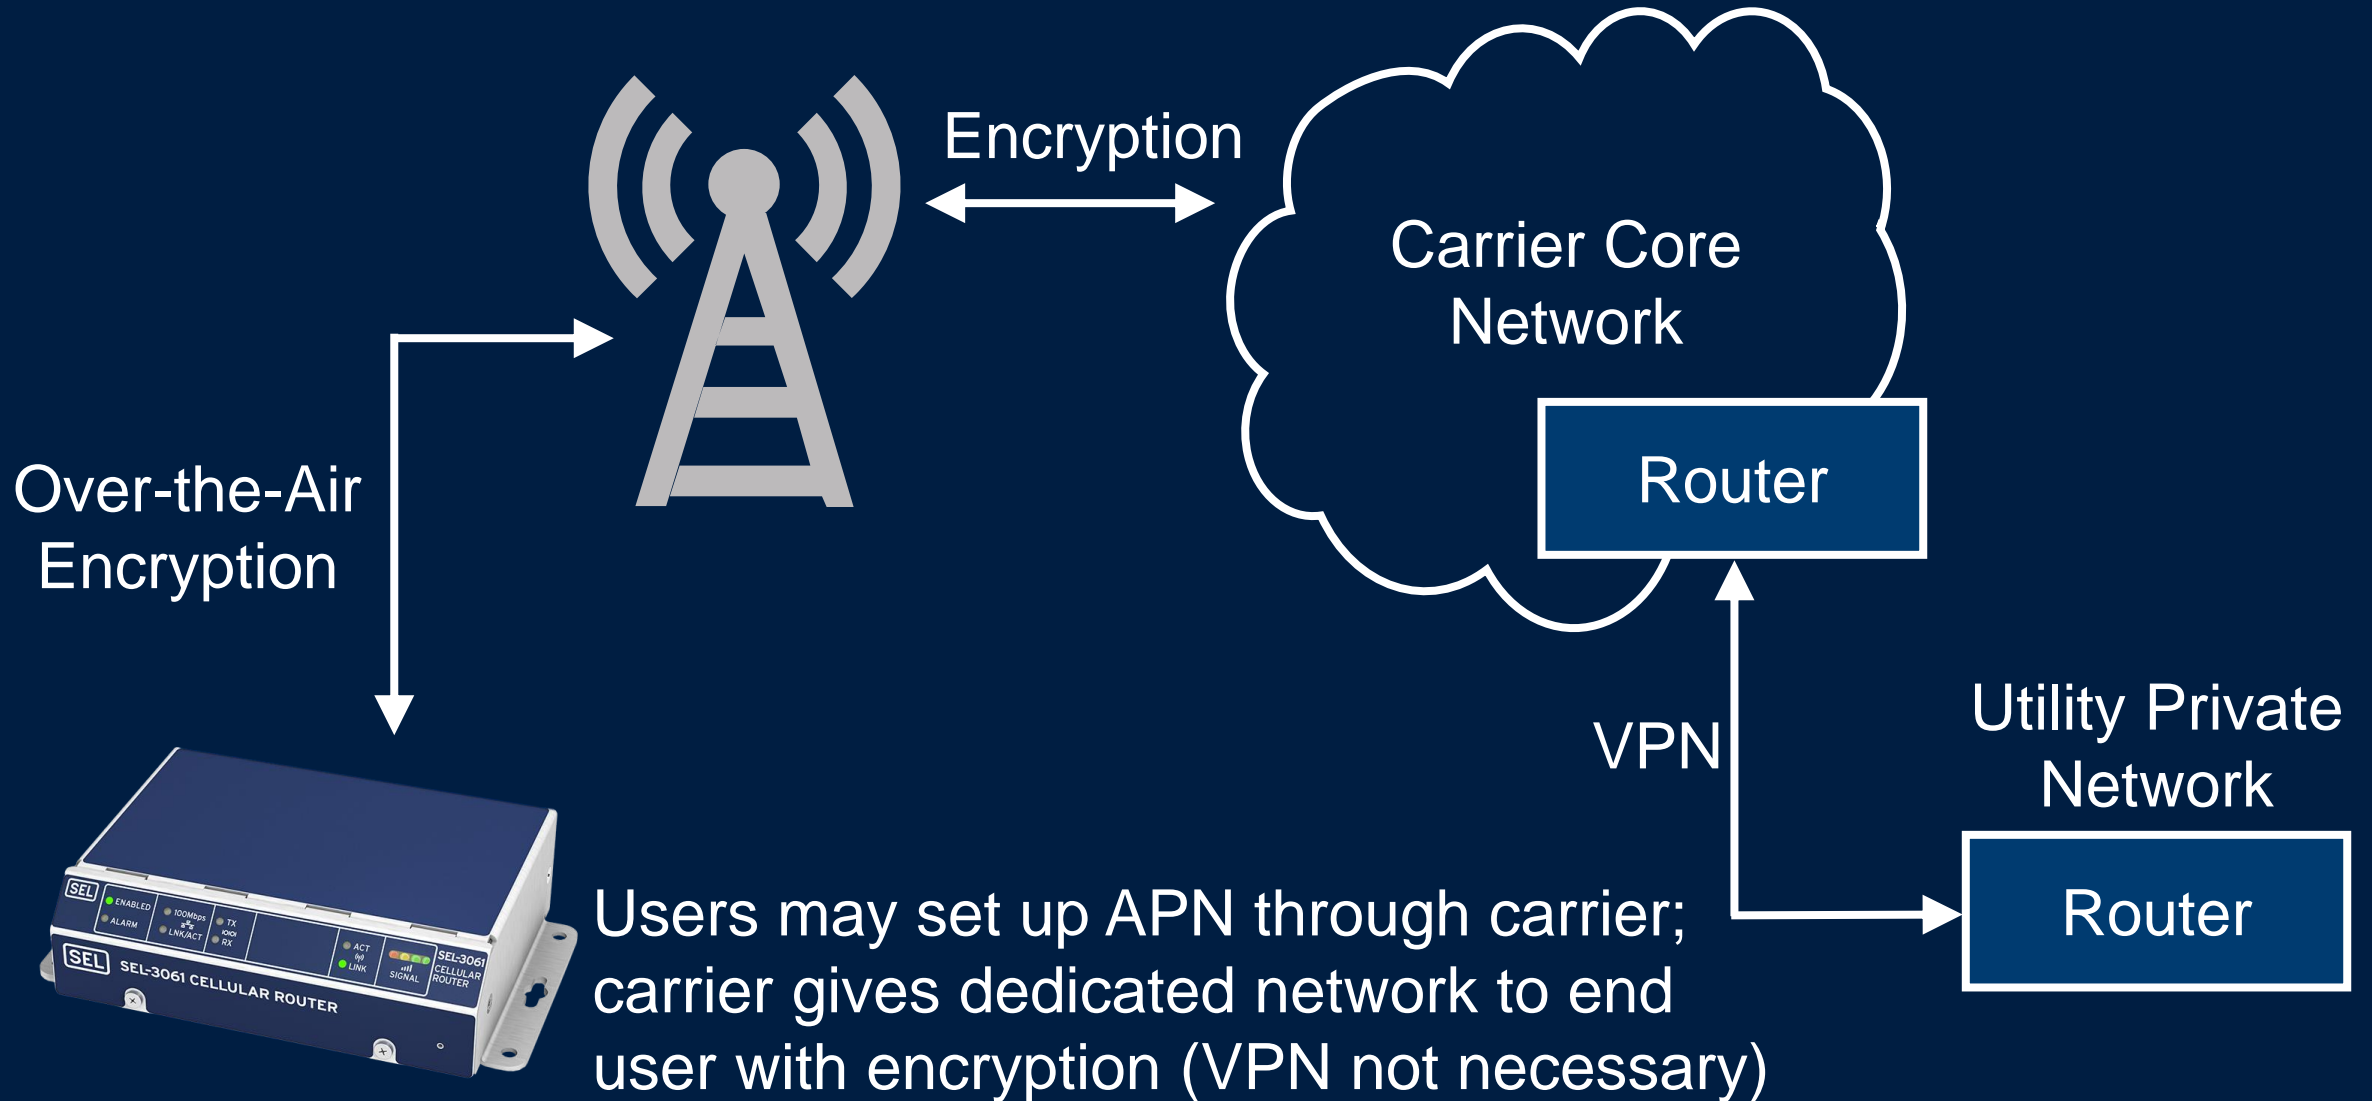 Encryption
Carrier Core
Network
Router
Over-the-Air
Encryption
VPN
Utility Private
Network
Router
SEL
ENABLED
ALARM
100Mbps
LNK/ACT
TX
RX
ACT
LINK
SIGNAL
SEL-3061
CELLULAR
ROUTER
SEL
SEL-3061 CELLULAR ROUTER
Users may set up APN through carrier;
carrier gives dedicated network to end
user with encryption (VPN not necessary)